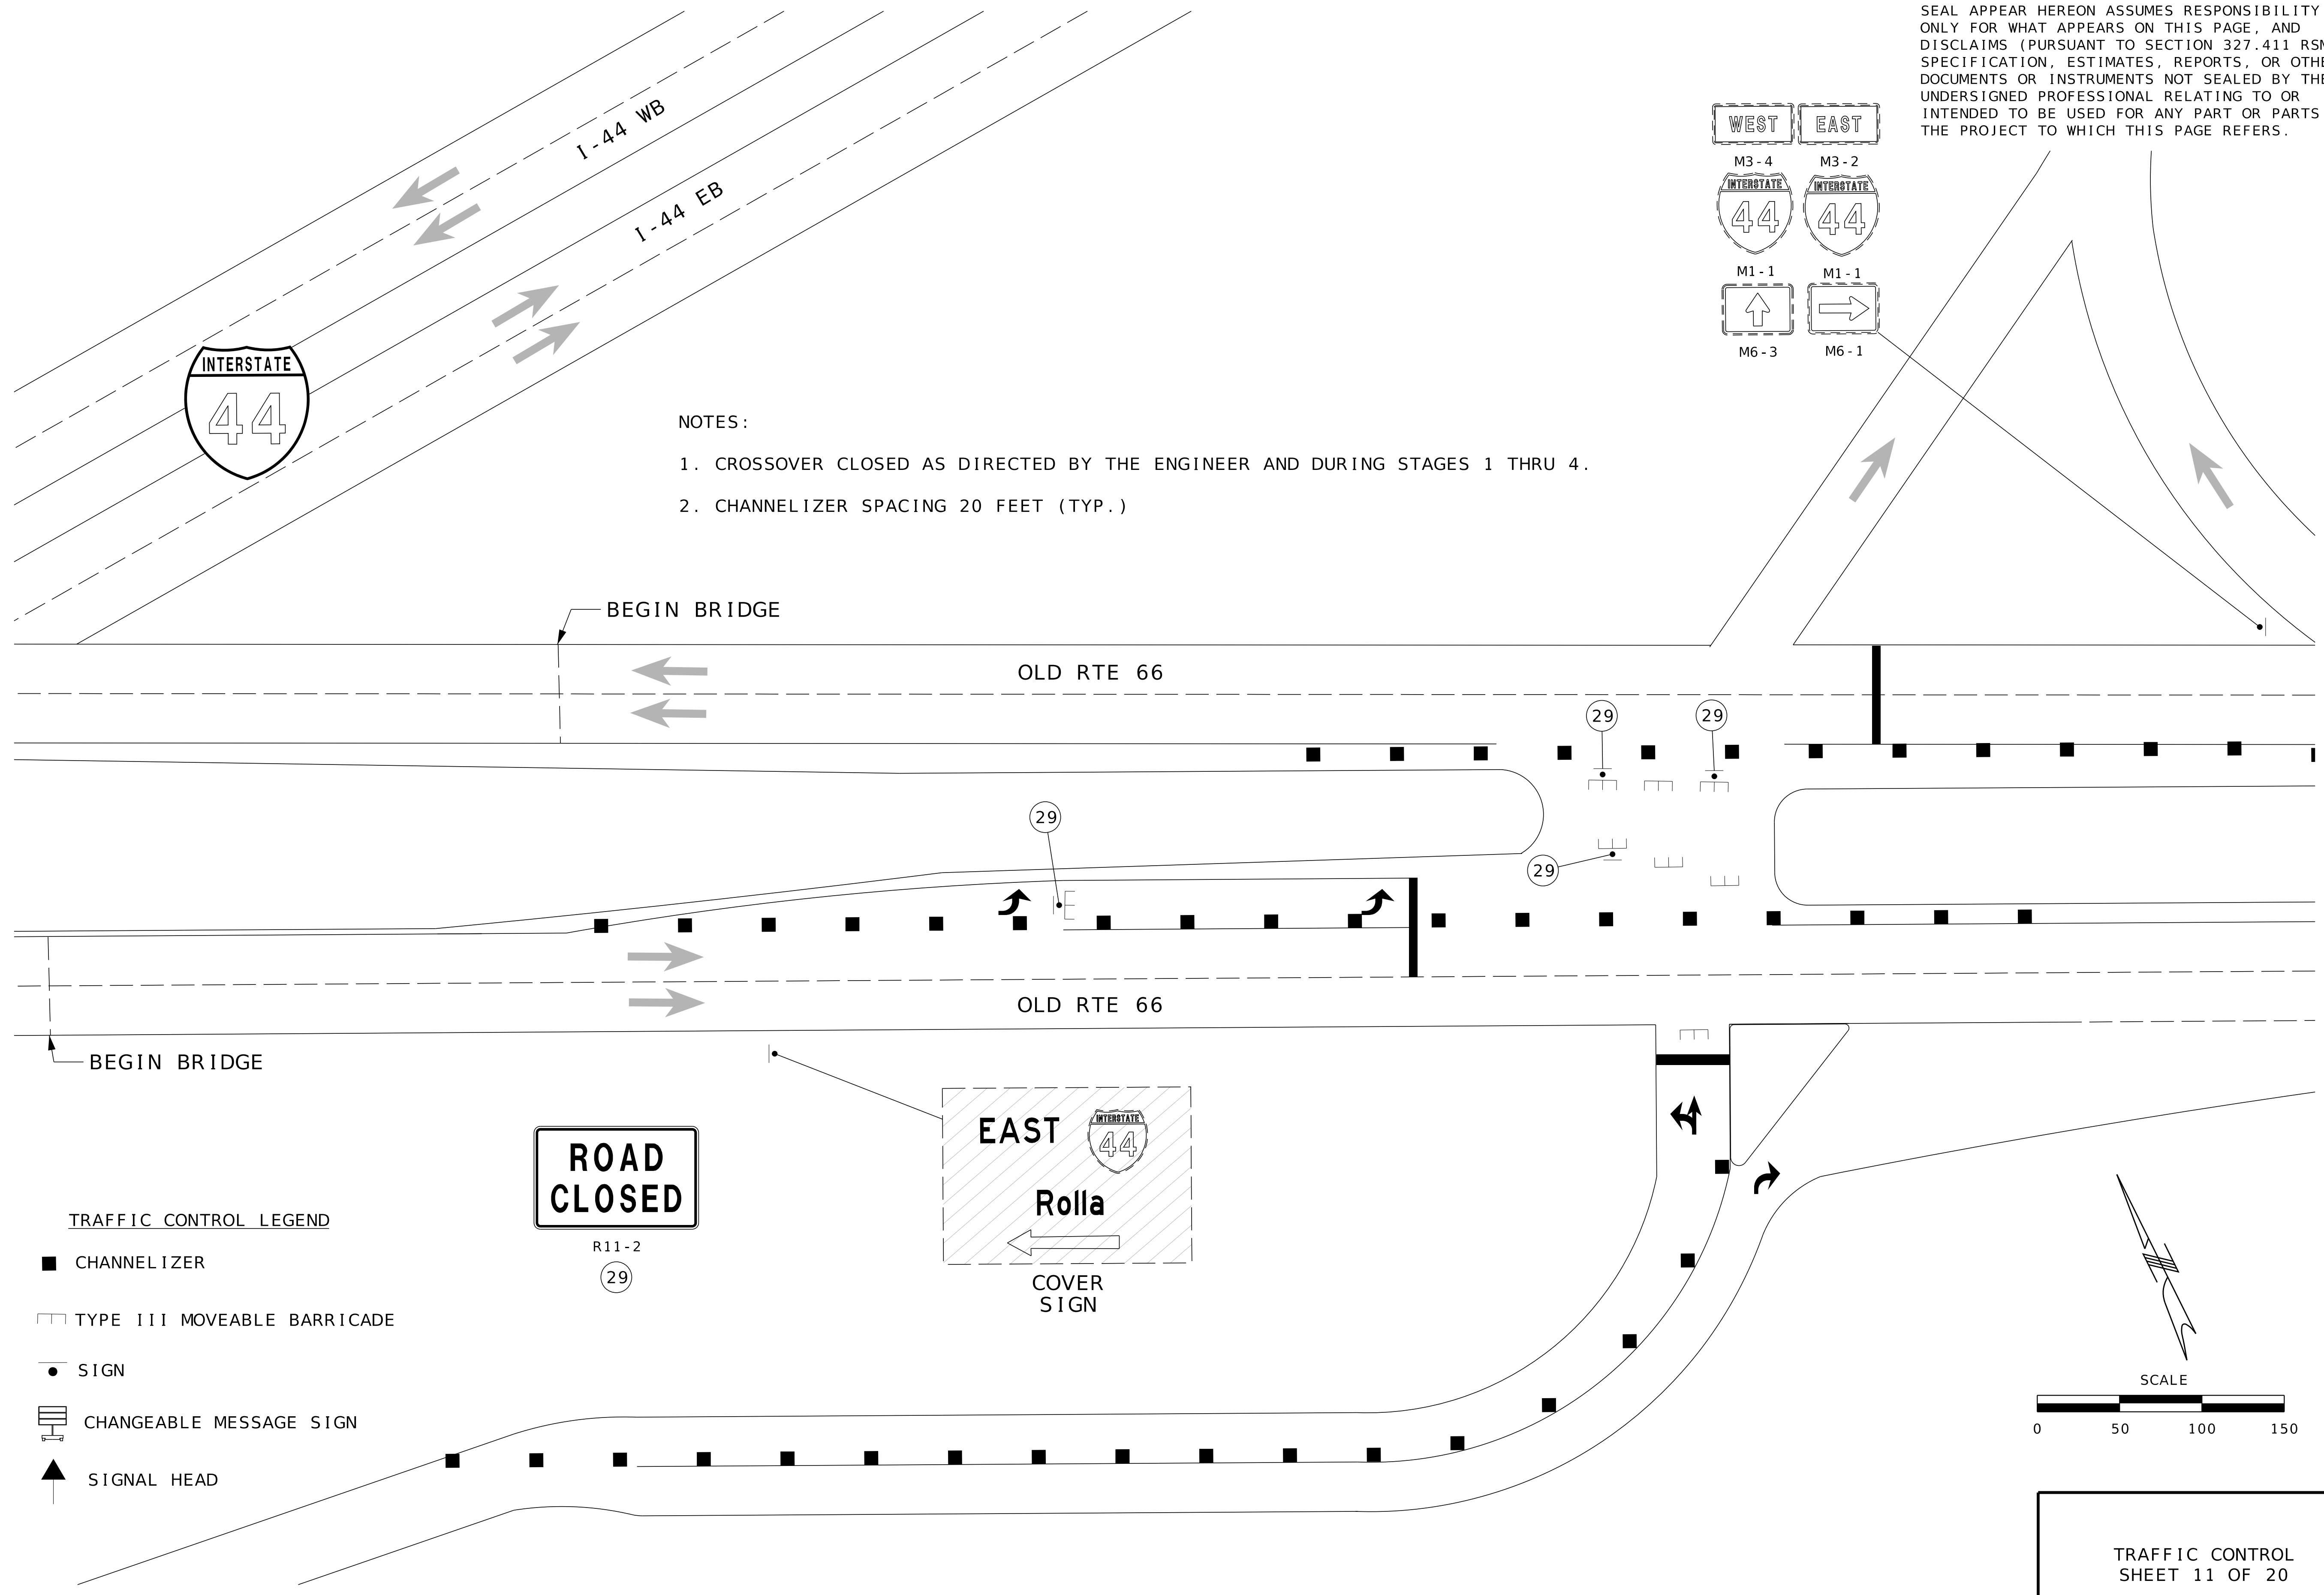 SEAL APPEAR HEREON ASSUMES RESPONSIBILITY
ONLY FOR WHAT APPEARS ON THIS PAGE, AND
DISCLAIMS (PURSUANT TO SECTION 327.411
SPECIFICATION, ESTIMATES, REPORTS, OR
DOCUMENTS OR INSTRUMENTS NOT SEALED BY THE
UNDERSIGNED PROFESSIONAL RELATING TO OR
INTENDED TO BE USED FOR ANY PART OR PARTS
THE PROJECT TO WHICH THIS PAGE REFERS.
I-44 WB
I-44 EB
WEST EAST
M3-4 M3-2
INTERSTATE INTERSTATE
44 44
M1-1 M1-1
M6-3 M6-1
INTERSTATE
44
NOTES:
1. CROSSOVER CLOSED AS DIRECTED BY THE ENGINEER AND DURING STAGES 1 THRU 4.
2. CHANNELIZER SPACING 20 FEET (TYP.)
BEGIN BRIDGE
OLD RTE 66
29 29
29
29
OLD RTE 66
BEGIN BRIDGE
ROAD
CLOSED
R11-2
29
EAST INTERSTATE 44
Rolla
COVER
SIGN
TRAFFIC CONTROL LEGEND
CHANNELIZER
TYPE III MOVEABLE BARRICADE
SIGN
CHANGEABLE MESSAGE SIGN
SIGNAL HEAD
N
SCALE
0 50 100 150
TRAFFIC CONTROL
SHEET 11 OF 20